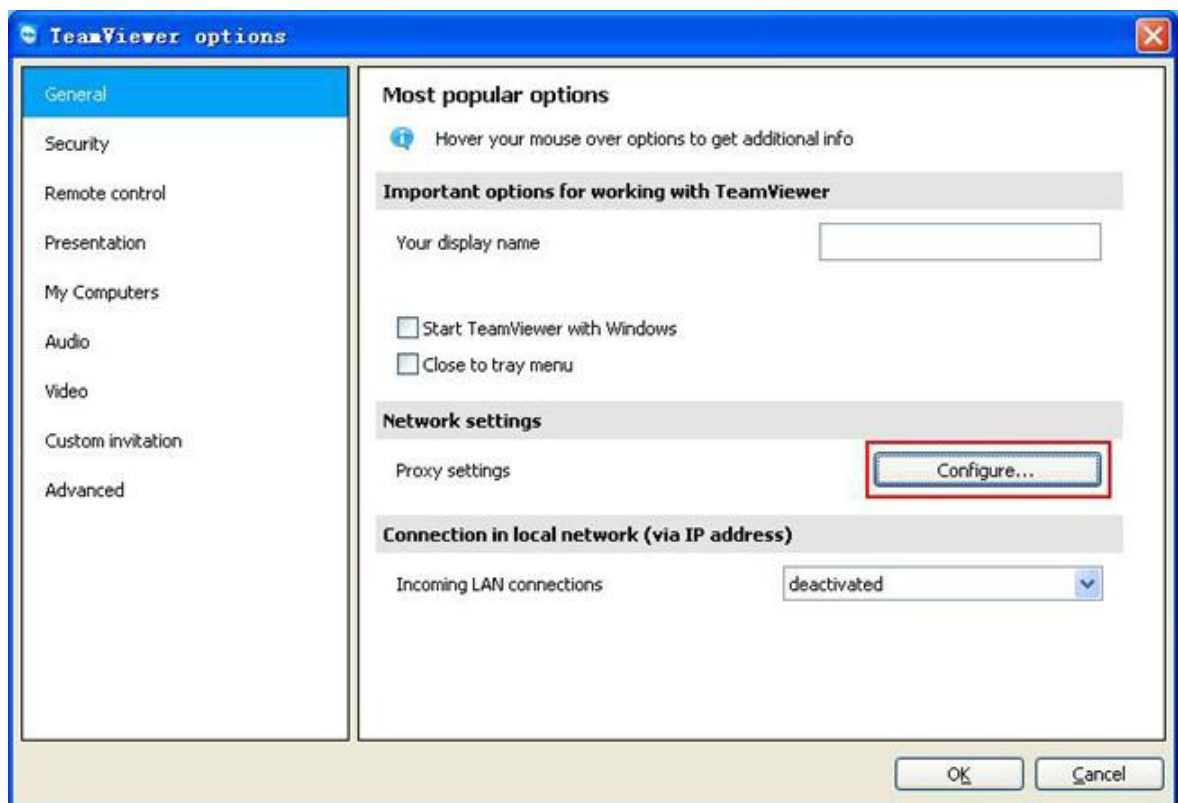 TeamViewer options
General
Security
Remote control
Presentation
My Computers
Audio
Video
Custom invitation
Advanced
Most popular options
Hover your mouse over options to get additional info
Important options for working with TeamViewer
Your display name
Start TeamViewer with Windows
Close to tray menu
Network settings
Proxy settings Configure...
Connection in local network (via IP address)
Incoming LAN connections deactivated
OK Cancel